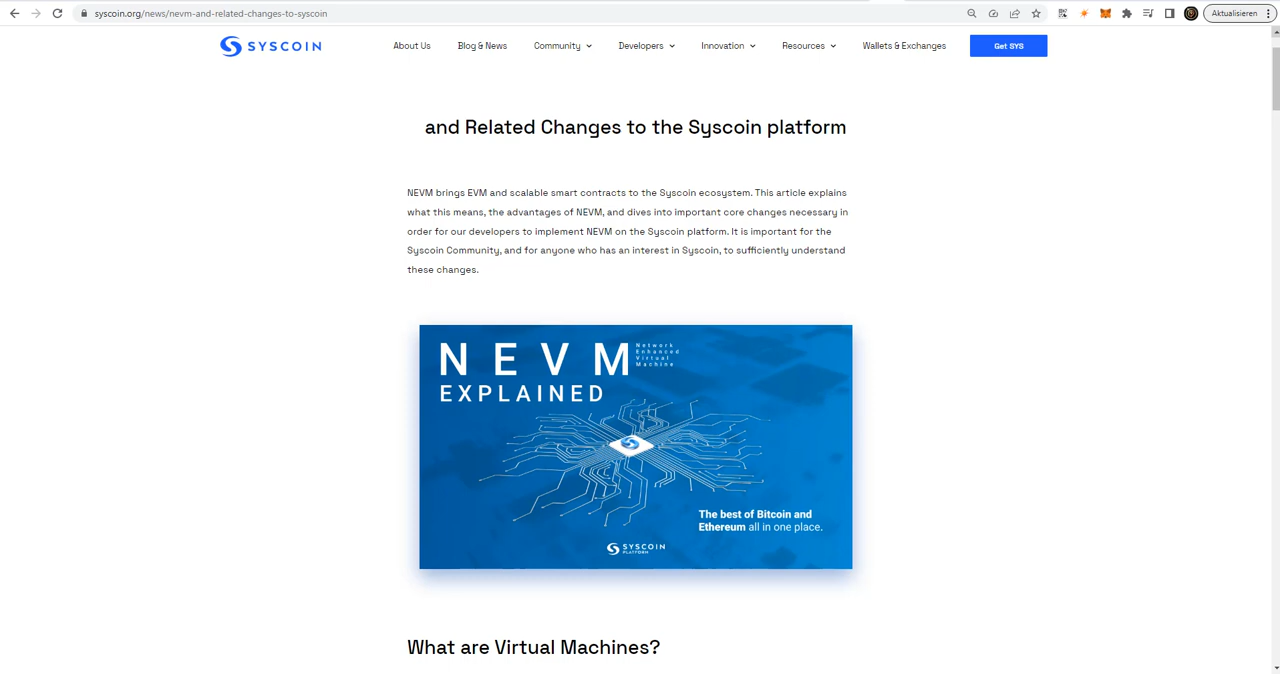 syscoin.org/news/nevm-and-related-changes-to-syscoin
Aktualisieren
SYSCOIN
About Us
Blog & News
Community
Developers
Innovation
Resources
Wallets & Exchanges
Get SYS
and Related Changes to the Syscoin platform
NEVM brings EVM and scalable smart contracts to the Syscoin ecosystem. This article explains
what this means, the advantages of NEVM, and dives into important core changes necessary in
order for our developers to implement NEVM on the Syscoin platform. It is important for the
Syscoin Community, and for anyone who has an interest in Syscoin, to sufficiently understand
these changes.
NEVM
Network
Enhanced
Virtual
Machine
EXPLAINED
The best of Bitcoin and
Ethereum all in one place.
SYSCOIN
PLATFORM
What are Virtual Machines?